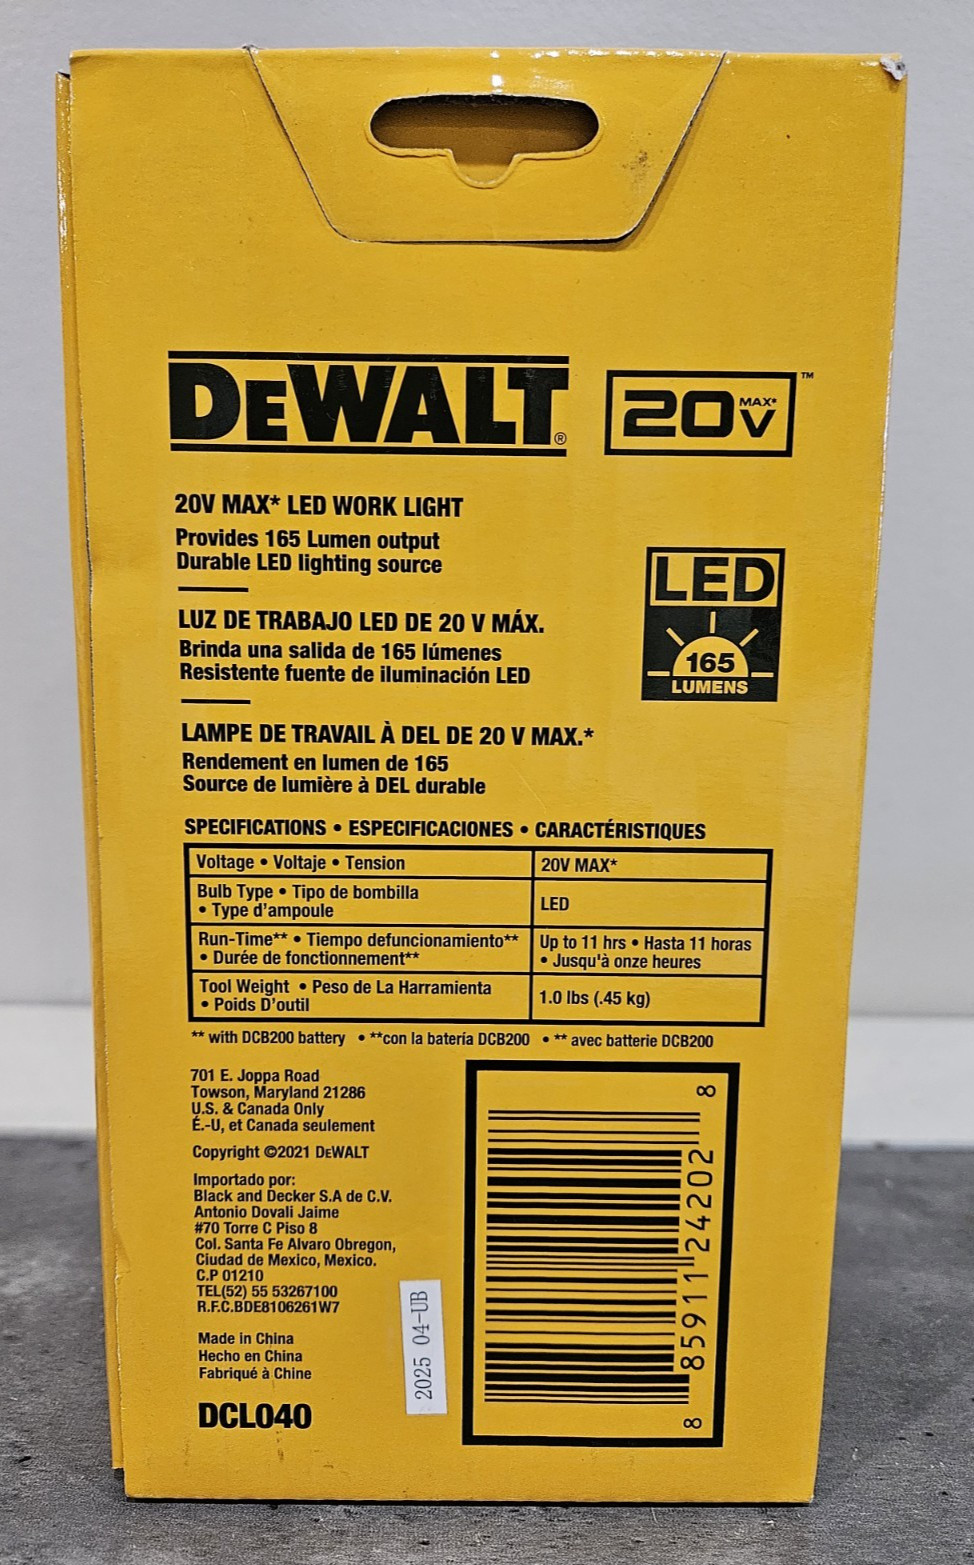 DEWALT®
20V MAX*™
20V MAX* LED WORK LIGHT
Provides 165 Lumen output
Durable LED lighting source
LUZ DE TRABAJO LED DE 20 V MÁX.
Brinda una salida de 165 lúmenes
Resistente fuente de iluminación LED
LED
165
LUMENS
LAMPE DE TRAVAIL À DEL DE 20 V MAX.*
Rendement en lumen de 165
Source de lumière à DEL durable
SPECIFICATIONS • ESPECIFICACIONES • CARACTÉRISTIQUES
Voltage • Voltaje • Tension
20V MAX*
Bulb Type • Tipo de bombilla
• Type d'ampoule
LED
Run-Time** • Tiempo defuncionamiento**
• Durée de fonctionnement**
Up to 11 hrs • Hasta 11 horas
• Jusqu'à onze heures
Tool Weight • Peso de La Harramienta
• Poids D'outil
1.0 lbs (.45 kg)
** with DCB200 battery • **con la batería DCB200 • ** avec batterie DCB200
701 E. Joppa Road
Towson, Maryland 21286
U.S. & Canada Only
É.-U, et Canada seulement
Copyright ©2021 DEWALT
Importado por:
Black and Decker S.A de C.V.
Antonio Dovali Jaime
#70 Torre C Piso 8
Col. Santa Fe Alvaro Obregon,
Ciudad de Mexico, Mexico.
C.P 01210
TEL(52) 55 53267100
R.F.C.BDE8106261W7
Made in China
Hecho en China
Fabriqué à Chine
DCL040
2025 04-UB
8 85911 24202 8